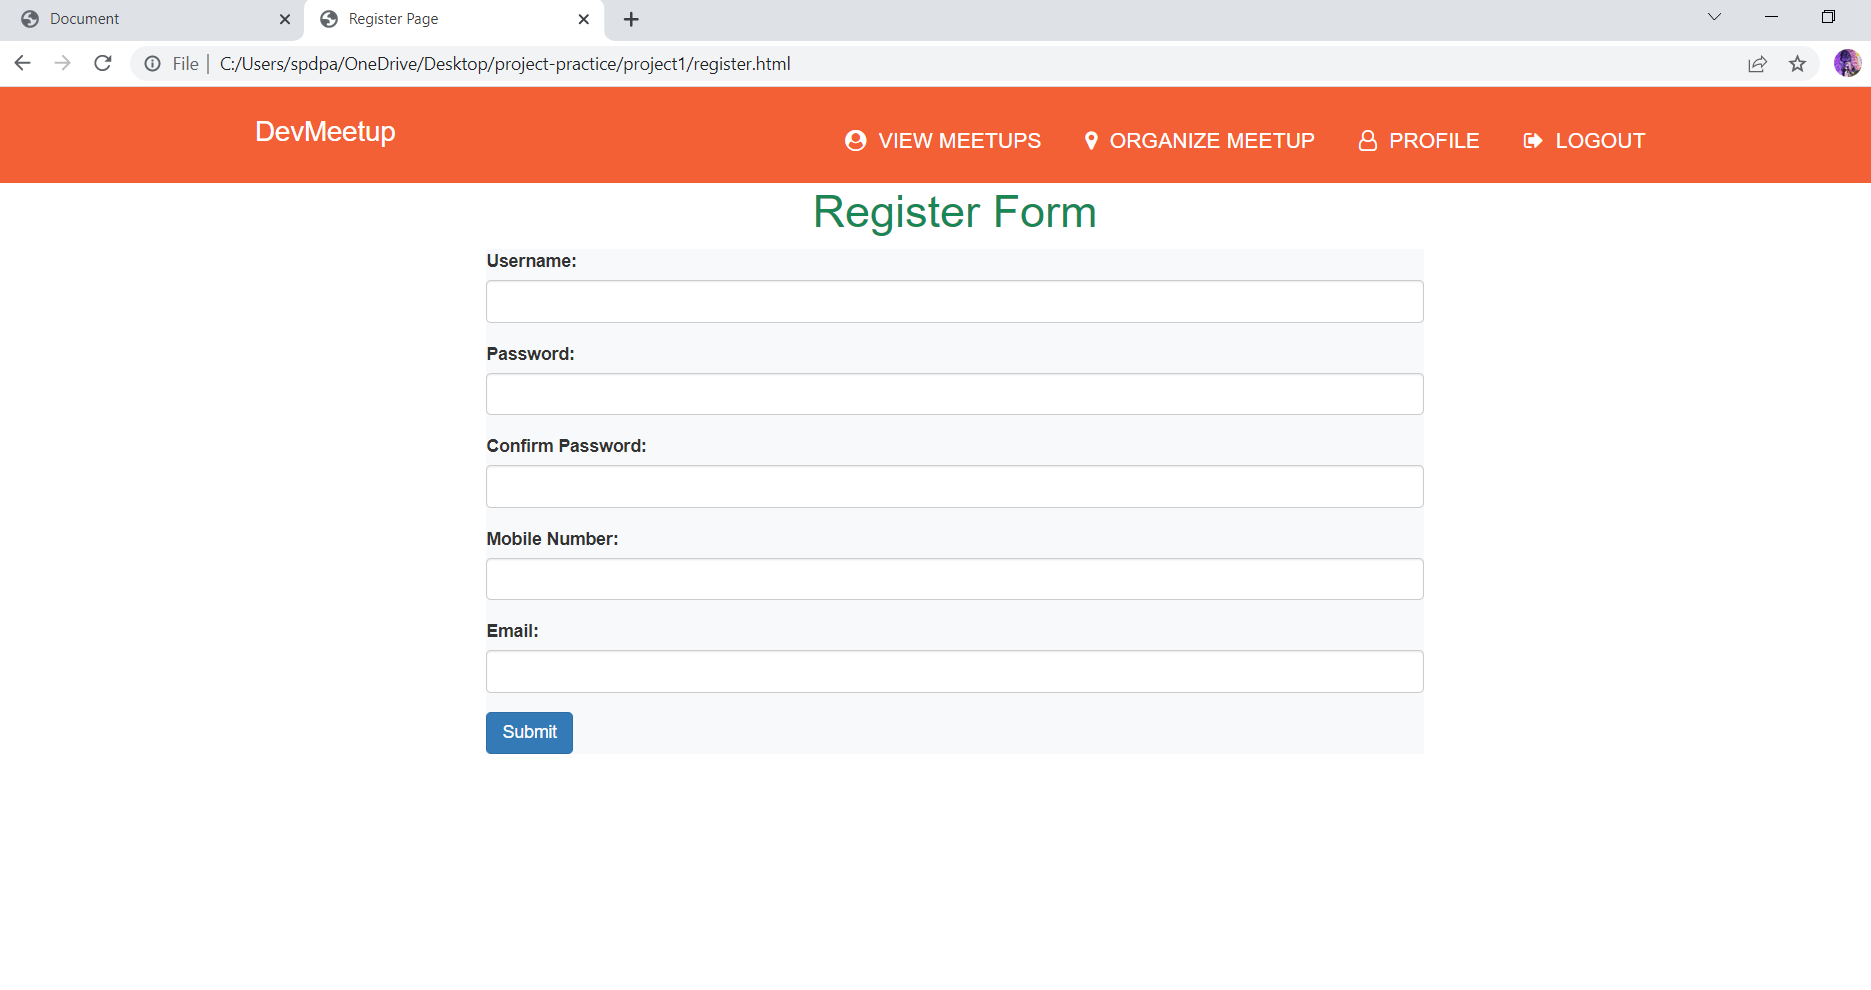 Document
Register Page
File
C:/Users/spdpa/OneDrive/Desktop/project-practice/project1/register.html
DevMeetup
VIEW MEETUPS
ORGANIZE MEETUP
PROFILE
LOGOUT
Register Form
Username:
Password:
Confirm Password:
Mobile Number:
Email:
Submit